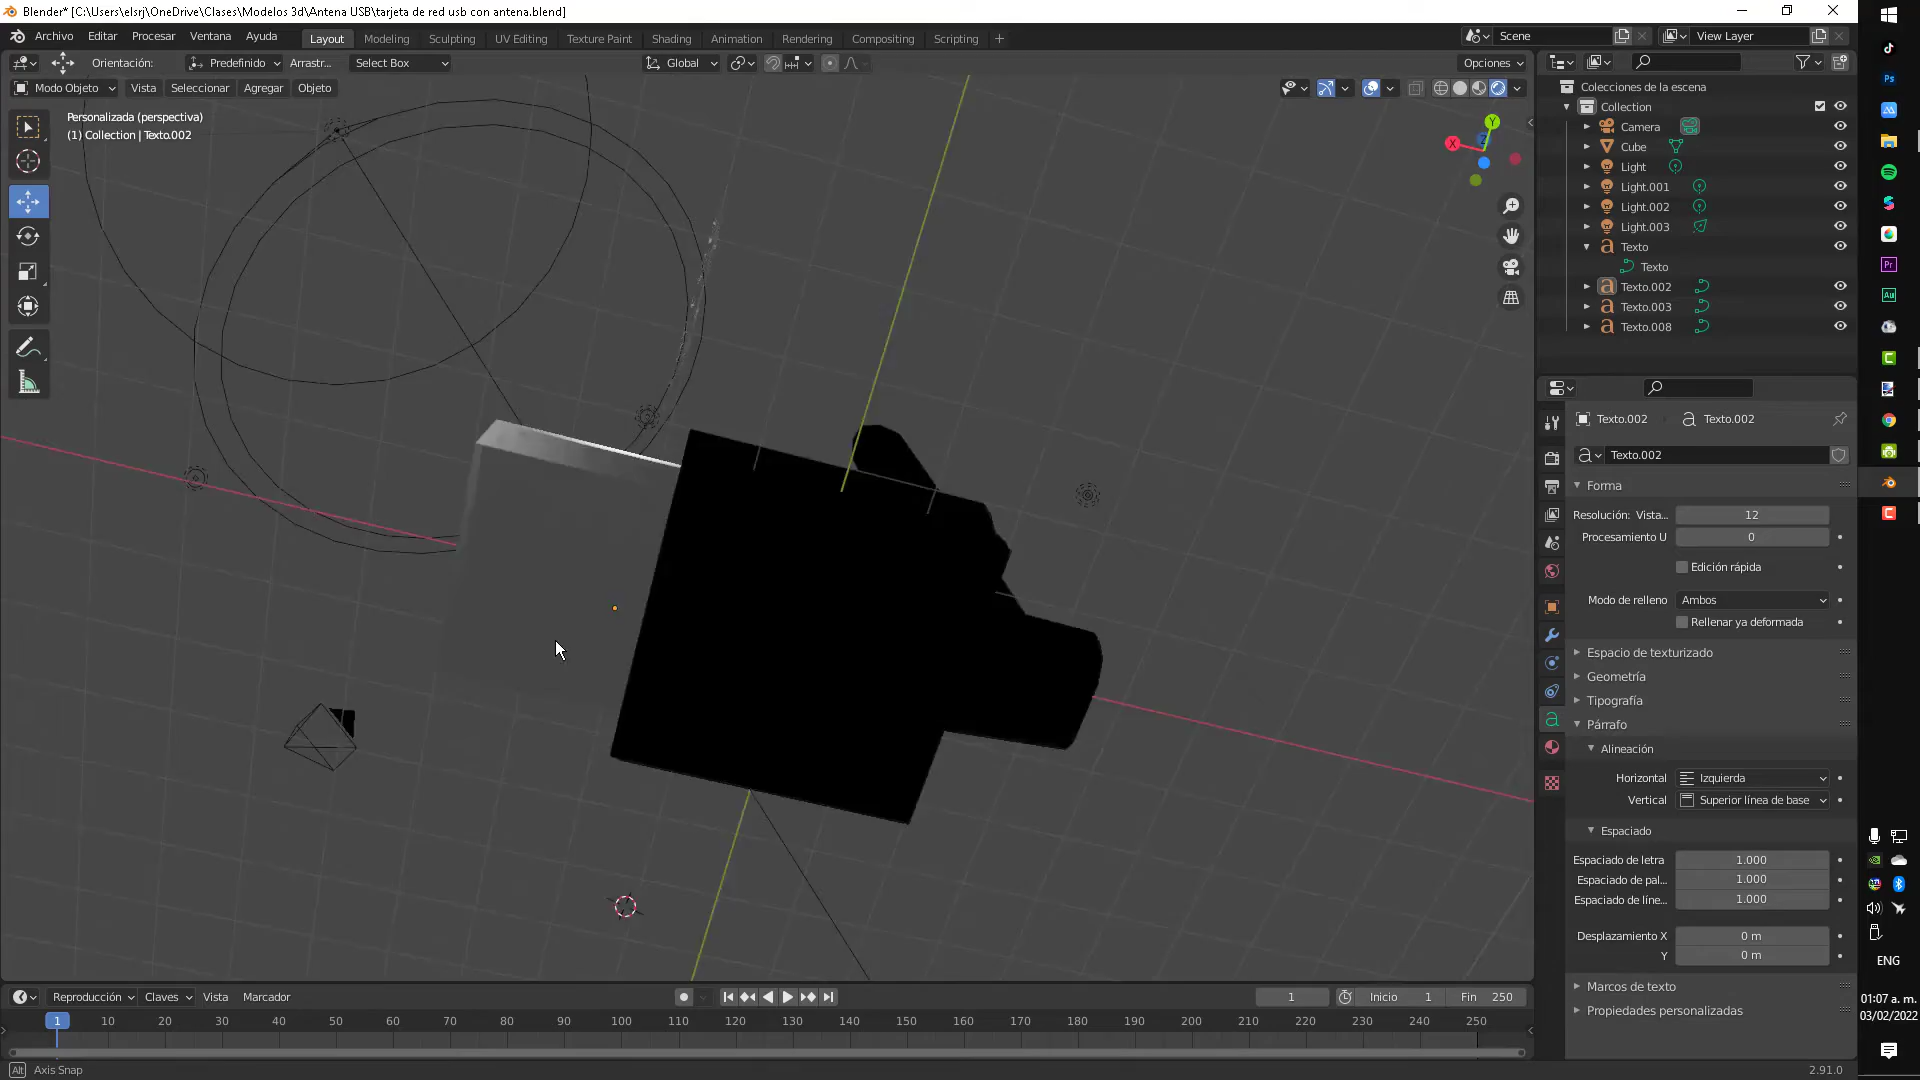 Blender* [C:\Users\elsrj\OneDrive\Clases\Modelos 3d\Antena USB\tarjeta de red usb con antena.blend]
Archivo Editar Procesar Ventana Ayuda Layout Modeling Sculpting UV Editing Texture Paint Shading Animation Rendering Compositing Scripting + Scene View Layer
Orientación: Predefinido Arrastr... Select Box Global Opciones
Modo Objeto Vista Seleccionar Agregar Objeto
Personalizada (perspectiva)
(1) Collection | Texto.002
Y
X
Z
Colecciones de la escena
Collection
Camera
Cube
Light
Light.001
Light.002
Light.003
Texto
Texto
Texto.002
Texto.003
Texto.008
Texto.002 Texto.002
Texto.002
Forma
Resolución: Vista... 12
Procesamiento U 0
Edición rápida
Modo de relleno Ambos
Rellenar ya deformada
Espacio de texturizado
Geometría
Tipografía
Párrafo
Alineación
Horizontal Izquierda
Vertical Superior línea de base
Espaciado
Espaciado de letra 1.000
Espaciado de pal... 1.000
Espaciado de líne... 1.000
Desplazamiento X 0 m
Y 0 m
Marcos de texto
Propiedades personalizadas
Reproducción Claves Vista Marcador 1 Inicio 1 Fin 250
1 10 20 30 40 50 60 70 80 90 100 110 120 130 140 150 160 170 180 190 200 210 220 230 240 250
Alt Axis Snap 2.91.0
Ps
Pr
Au
ENG
01:07 a. m.
03/02/2022